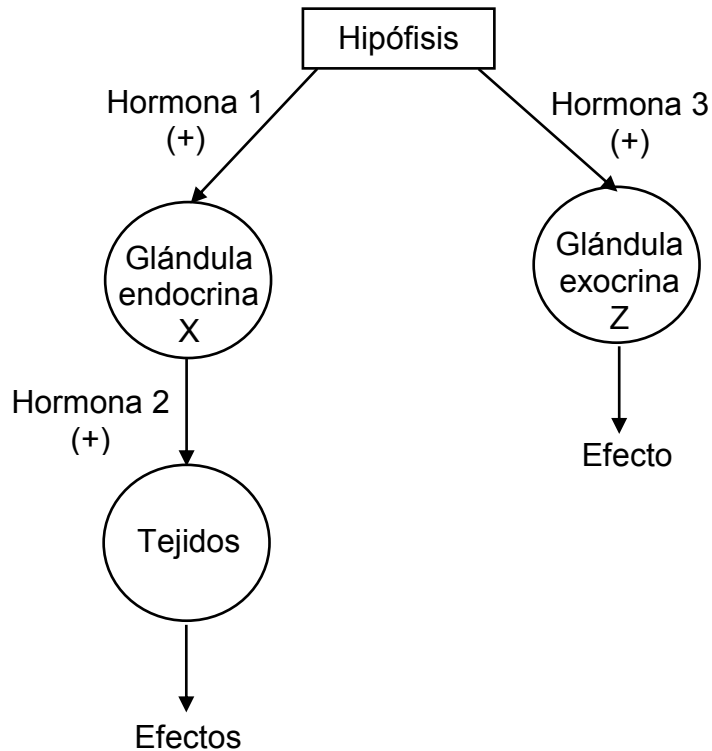 Hipófisis
Hormona 1
(+)
Hormona 3
(+)
Glándula
endocrina
X
Glándula
exocrina
Z
Hormona 2
(+)
Efecto
Tejidos
Efectos